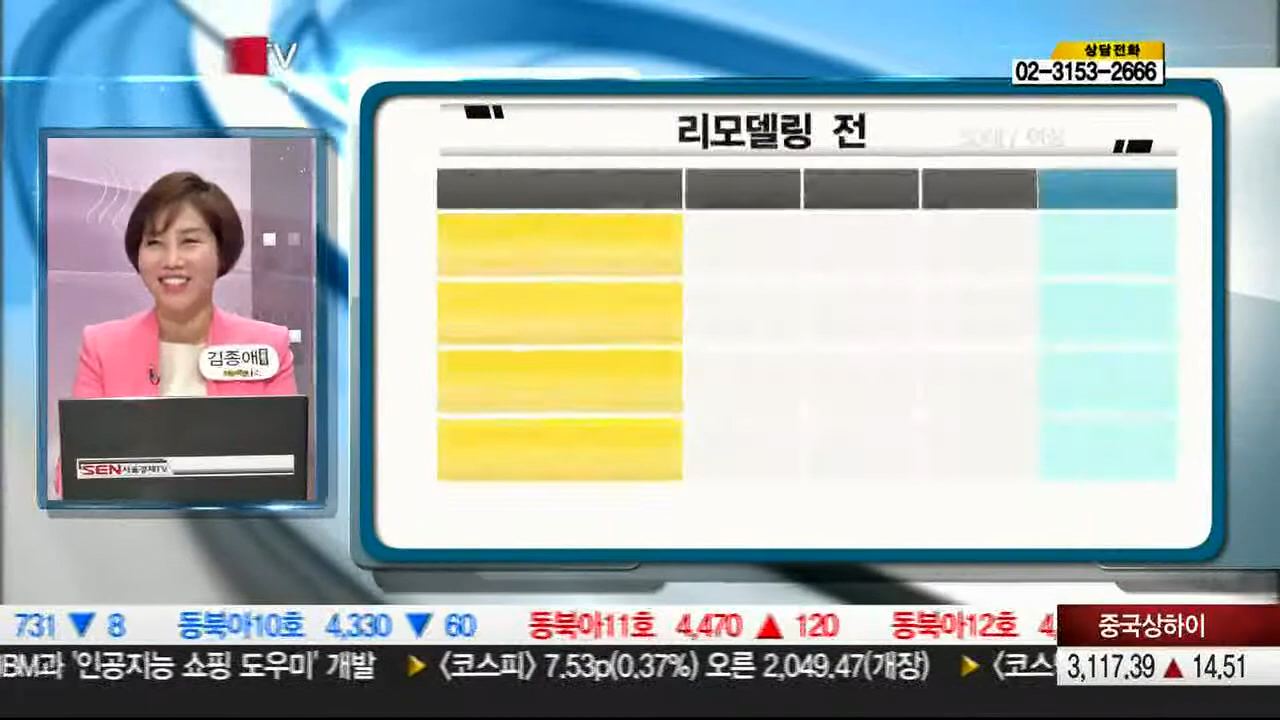 TV
상담전화
02-3153-2666
리모델링 전
김종애
SEN 서울경제TV
731 ▼ 8 동북아10호 4,330 ▼ 60 동북아11호 4,470 ▲ 120 동북아12호 4,
중국상하이
IBM과 '인공지능 쇼핑 도우미' 개발 ▶ 〈코스피〉 7.53p(0.37%) 오른 2,049.47(개장) ▶ 〈코스
3,117.39 ▲ 14.51